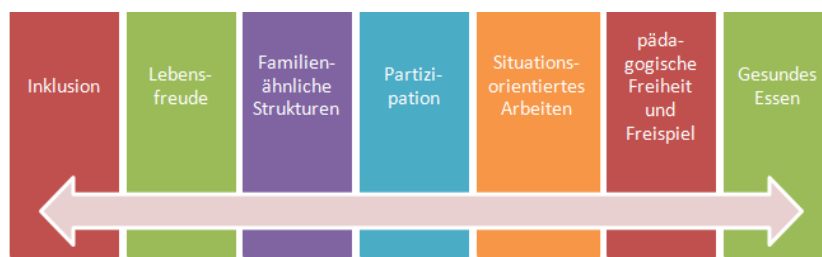 Inklusion
Lebens-
freude
Familien-
ähnliche
Strukturen
Partizi-
pation
Situations-
orientiertes
Arbeiten
päda-
gogische
Freiheit
und
Freispiel
Gesundes
Essen